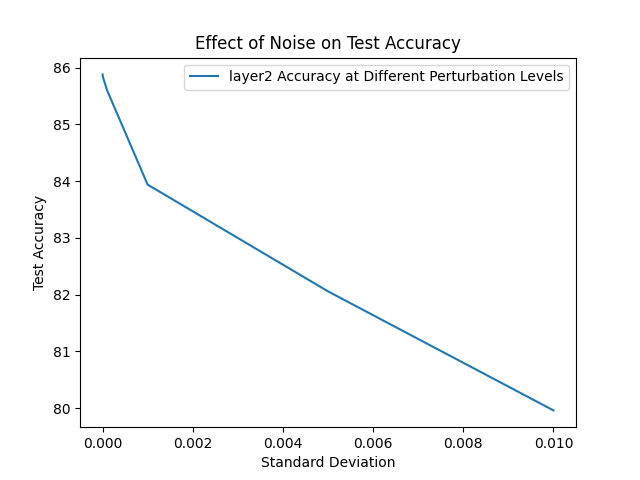 Effect of Noise on Test Accuracy
layer2 Accuracy at Different Perturbation Levels
Test Accuracy
86
85
84
83
82
81
80
0.000 0.002 0.004 0.006 0.008 0.010
Standard Deviation